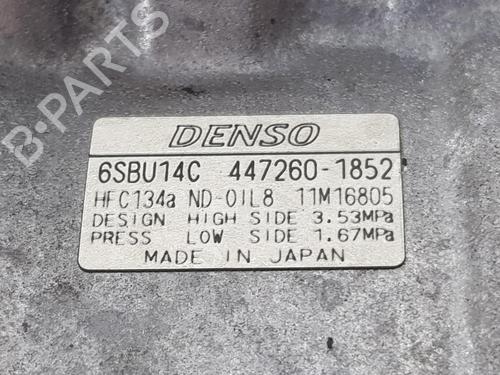 B-PARTS
DENSO
6SBU14C 447260-1852
HFC134a ND-OIL8 11M16805
DESIGN HIGH SIDE 3.53MPa
PRESS LOW SIDE 1.67MPa
MADE IN JAPAN